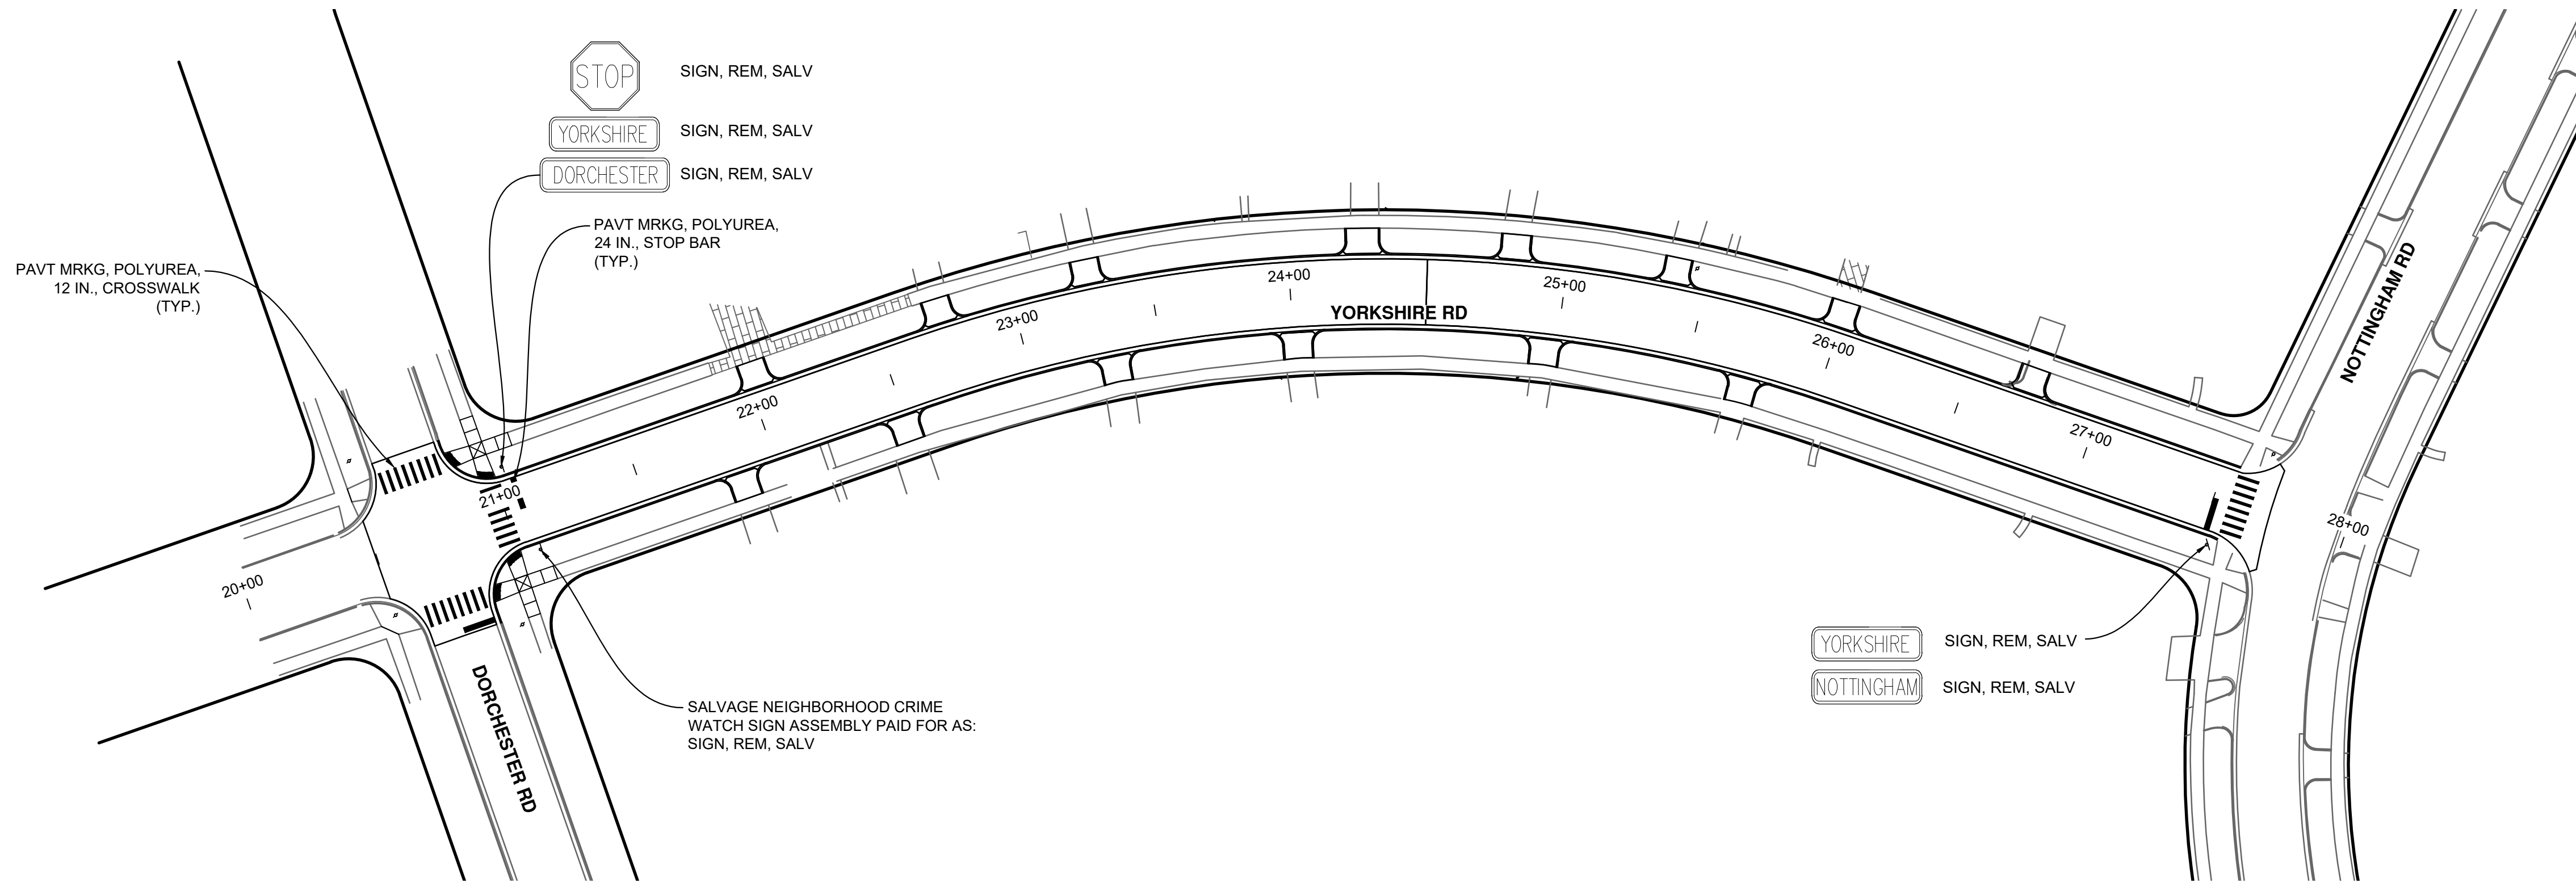 STOP
SIGN, REM, SALV
YORKSHIRE
SIGN, REM, SALV
DORCHESTER
SIGN, REM, SALV
PAVT MRKG, POLYUREA,
24 IN., STOP BAR
(TYP.)
PAVT MRKG, POLYUREA,
12 IN., CROSSWALK
(TYP.)
20+00
21+00
22+00
23+00
24+00
25+00
26+00
27+00
28+00
YORKSHIRE RD
NOTTINGHAM RD
DORCHESTER RD
SALVAGE NEIGHBORHOOD CRIME
WATCH SIGN ASSEMBLY PAID FOR AS:
SIGN, REM, SALV
YORKSHIRE
SIGN, REM, SALV
NOTTINGHAM
SIGN, REM, SALV